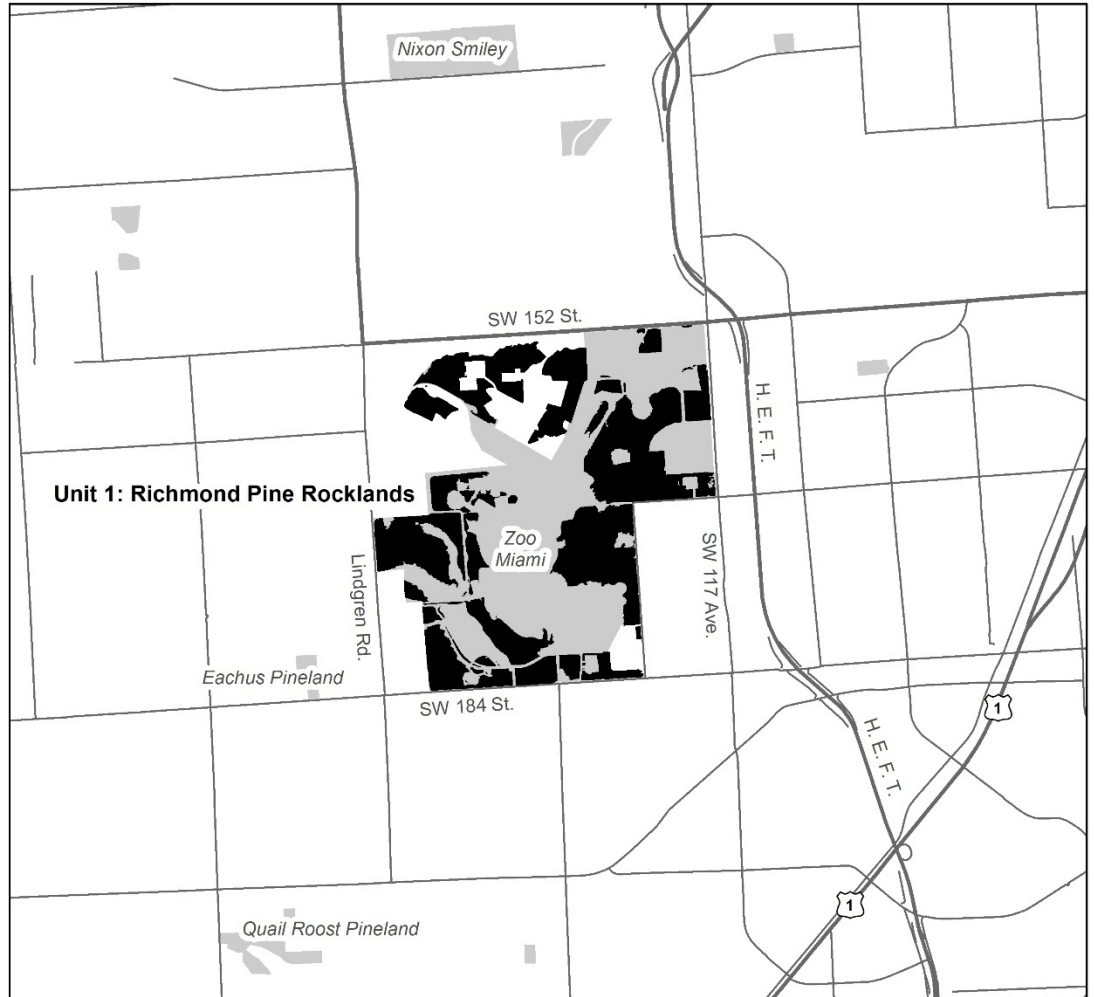 Nixon Smiley
SW 152 St.
H. E. F. T.
Unit 1: Richmond Pine Rocklands
Zoo
Miami
Lindgren Rd.
SW 117 Ave.
Eachus Pineland
SW 184 St.
1
H. E. F. T.
1
Quail Roost Pineland